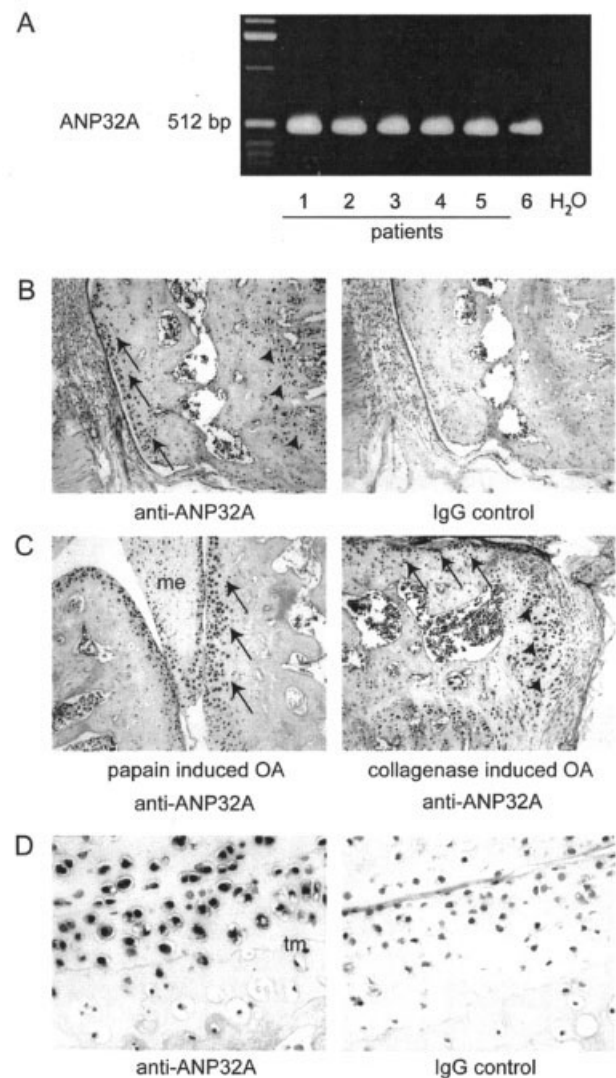 A
ANP32A 512 bp
1 2 3 4 5 6 H2O
patients
B
anti-ANP32A IgG control
C
me
papain induced OA collagenase induced OA
anti-ANP32A anti-ANP32A
D
tm
anti-ANP32A IgG control